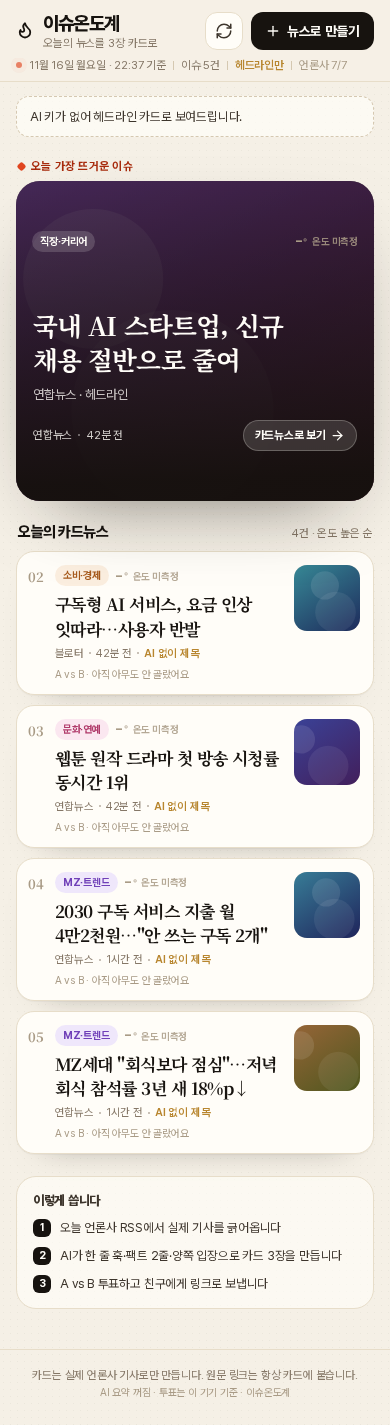 이슈온도계
오늘의 뉴스를 3장 카드로
뉴스로 만들기
11월 16일 월요일 · 22:37 기준 | 이슈 5건 | 헤드라인만 | 언론사 7/7
AI 키가 없어 헤드라인 카드로 보여드립니다.
오늘 가장 뜨거운 이슈
직장·커리어
–° 온도 미측정
국내 AI 스타트업, 신규
채용 절반으로 줄여
연합뉴스 · 헤드라인
연합뉴스 · 42분 전
카드뉴스로 보기 →
오늘의 카드뉴스
4건 · 온도 높은 순
02 소비·경제 –° 온도 미측정
구독형 AI 서비스, 요금 인상
잇따라…사용자 반발
블로터 · 42분 전 · AI 없이 제목
A vs B · 아직 아무도 안 골랐어요
03 문화·연예 –° 온도 미측정
웹툰 원작 드라마 첫 방송 시청률
동시간 1위
연합뉴스 · 42분 전 · AI 없이 제목
A vs B · 아직 아무도 안 골랐어요
04 MZ·트렌드 –° 온도 미측정
2030 구독 서비스 지출 월
4만2천원…"안 쓰는 구독 2개"
연합뉴스 · 1시간 전 · AI 없이 제목
A vs B · 아직 아무도 안 골랐어요
05 MZ·트렌드 –° 온도 미측정
MZ세대 "회식보다 점심"…저녁
회식 참석률 3년 새 18%p↓
연합뉴스 · 1시간 전 · AI 없이 제목
A vs B · 아직 아무도 안 골랐어요
이렇게 씁니다
1 오늘 언론사 RSS에서 실제 기사를 긁어옵니다
2 AI가 한 줄 훅·팩트 2줄·양쪽 입장으로 카드 3장을 만듭니다
3 A vs B 투표하고 친구에게 링크로 보냅니다
카드는 실제 언론사 기사로만 만듭니다. 원문 링크는 항상 카드에 붙습니다.
AI 요약 꺼짐 · 투표는 이 기기 기준 · 이슈온도계